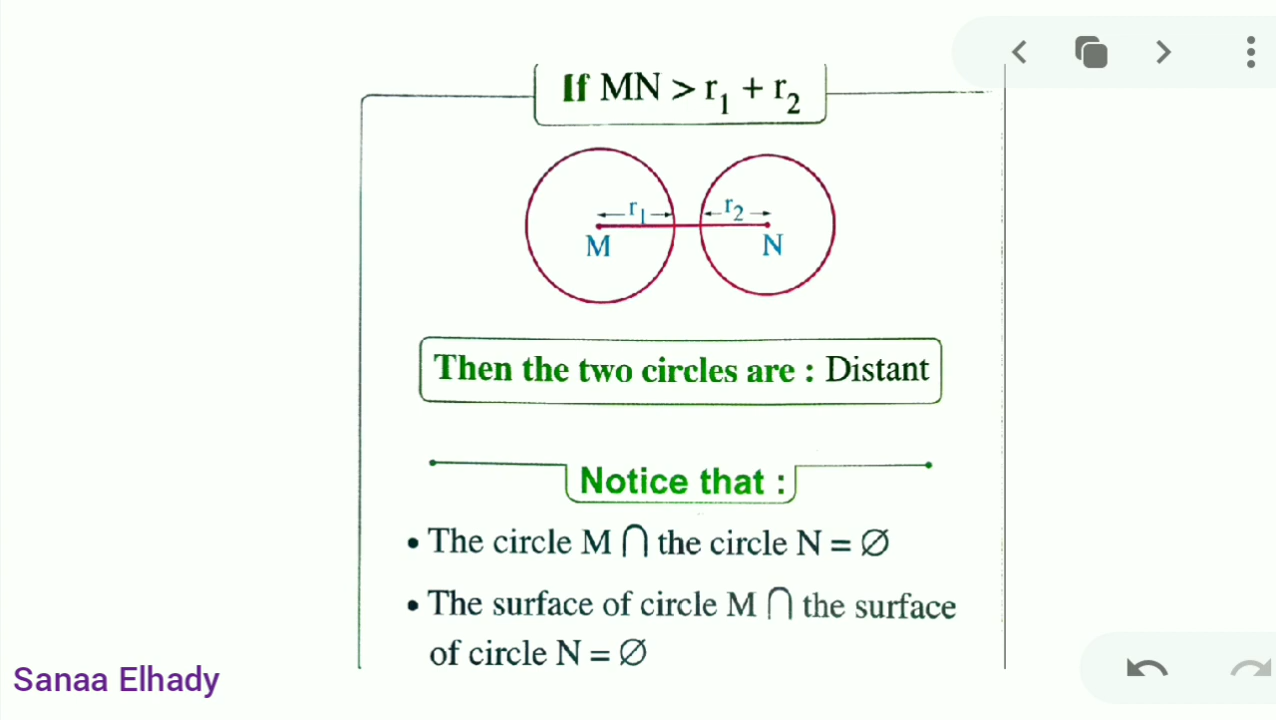 If MN > r₁ + r₂
r₁
r₂
M
N
Then the two circles are : Distant
Notice that :
• The circle M ⋂ the circle N = ∅
• The surface of circle M ⋂ the surface
of circle N = ∅
Sanaa Elhady